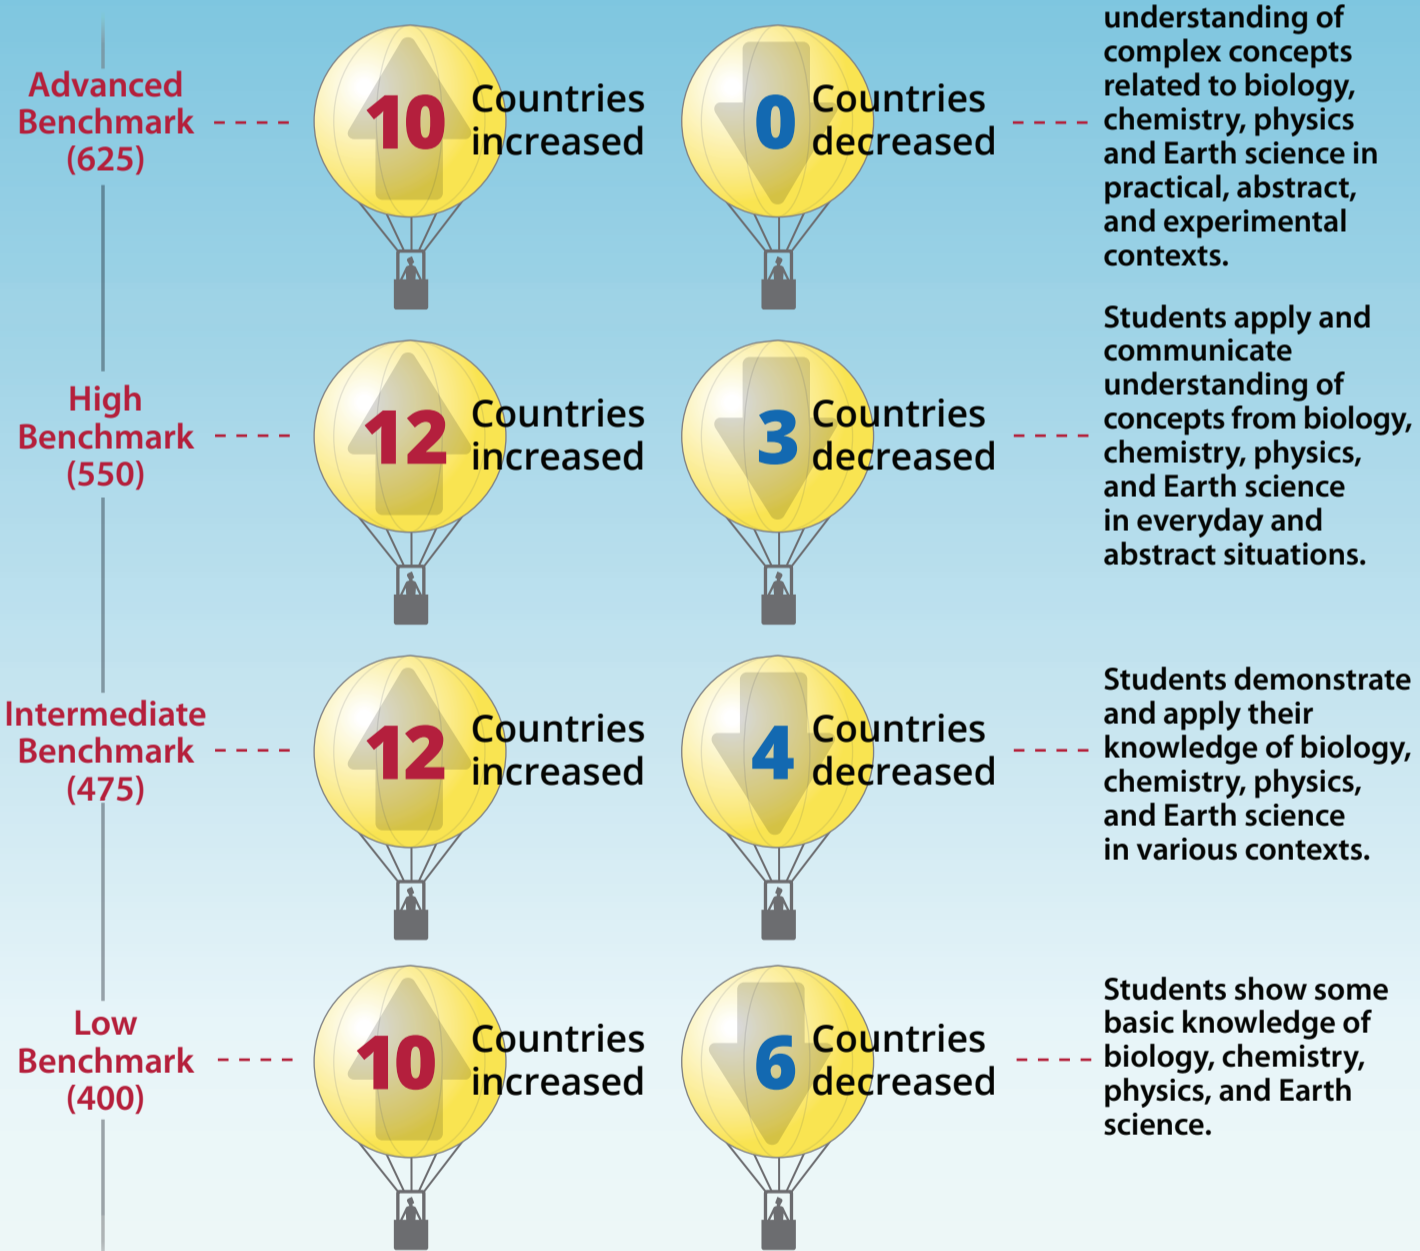 Advanced
Benchmark
(625)
10
Countries
increased
0
Countries
decreased
understanding of
complex concepts
related to biology,
chemistry, physics
and Earth science in
practical, abstract,
and experimental
contexts.
High
Benchmark
(550)
12
Countries
increased
3
Countries
decreased
Students apply and
communicate
understanding of
concepts from biology,
chemistry, physics,
and Earth science
in everyday and
abstract situations.
Intermediate
Benchmark
(475)
12
Countries
increased
4
Countries
decreased
Students demonstrate
and apply their
knowledge of biology,
chemistry, physics,
and Earth science
in various contexts.
Low
Benchmark
(400)
10
Countries
increased
6
Countries
decreased
Students show some
basic knowledge of
biology, chemistry,
physics, and Earth
science.